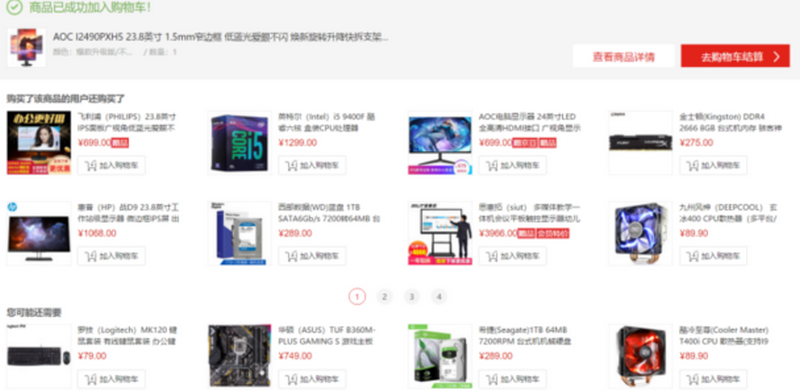 商品已成功加入购物车!
AOC I2490PXH5 23.8英寸 1.5mm窄边框 低蓝光爱眼不闪 焕新旋转升降快拆支架...
颜色: 爆款升级版/不... / 数量: 1
查看商品详情
去购物车结算 >
购买了该商品的用户还购买了
飞利浦 (PHILIPS) 23.8英寸
IPS面板广视角低蓝光爱眼不
¥699.00 赠品
加入购物车
英特尔 (Intel) i5 9400F 酷
睿六核 盒装CPU处理器
¥1299.00
加入购物车
AOC电脑显示器 24英寸LED
全高清HDMI接口 广视角显示
¥699.00 赠京豆 赠品
加入购物车
金士顿(Kingston) DDR4
2666 8GB 台式机内存 骇客神
¥275.00
加入购物车
惠普 (HP) 战D9 23.8英寸工
作站级显示器 微边框IPS屏 出
¥1068.00
加入购物车
西部数据(WD)蓝盘 1TB
SATA6Gb/s 7200转64MB 台
¥289.00
加入购物车
思塞拓 (siut) 多媒体教学一
体机会议平板触控显示器幼儿
¥3966.00 赠品 会员特价
加入购物车
九州风神 (DEEPCOOL) 玄
冰400 CPU散热器 (多平台/
¥89.90
加入购物车
1 2 3 4
您可能还需要
罗技 (Logitech) MK120 键
鼠套装 有线键鼠套装 办公键
¥79.00
加入购物车
华硕 (ASUS) TUF B360M-
PLUS GAMING S 游戏主板
¥749.00
加入购物车
希捷(Seagate)1TB 64MB
7200RPM 台式机机械硬盘
¥289.00
加入购物车
酷冷至尊(Cooler Master)
T400i CPU 散热器(支持I9
¥89.90
加入购物车
办公更好用
CORE i5
hp